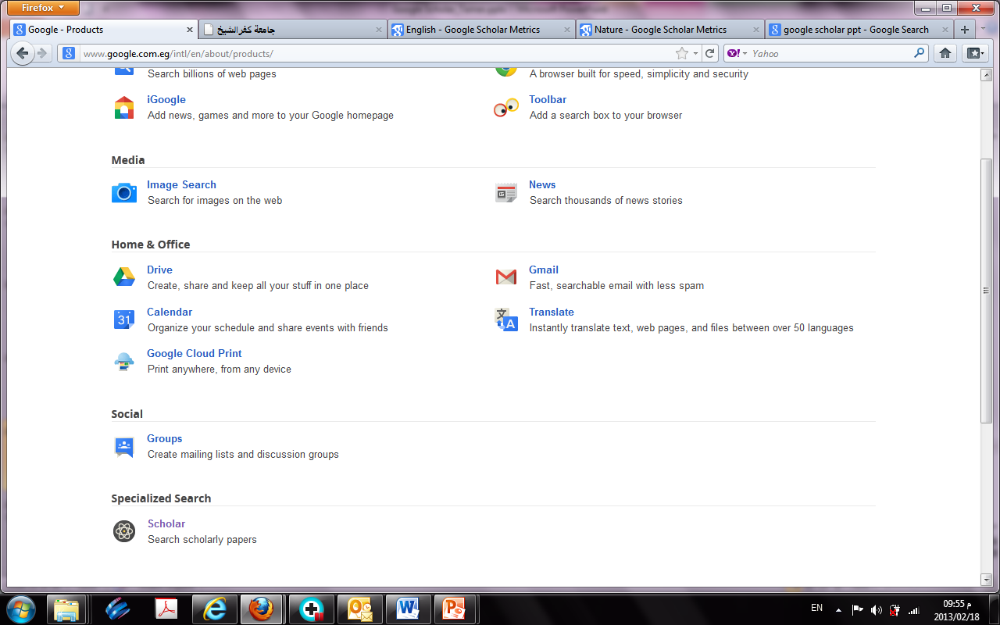 Firefox
Google - Products
جامعة كفرالشيخ
English - Google Scholar Metrics
Nature - Google Scholar Metrics
google scholar ppt - Google Search
www.google.com.eg/intl/en/about/products/
Yahoo
Search billions of web pages
A browser built for speed, simplicity and security
iGoogle
Toolbar
Add news, games and more to your Google homepage
Add a search box to your browser
Media
Image Search
News
Search for images on the web
Search thousands of news stories
Home & Office
Drive
Gmail
Create, share and keep all your stuff in one place
Fast, searchable email with less spam
31
Calendar
Translate
Organize your schedule and share events with friends
Instantly translate text, web pages, and files between over 50 languages
Google Cloud Print
Print anywhere, from any device
Social
Groups
Create mailing lists and discussion groups
Specialized Search
Scholar
Search scholarly papers
EN
09:55 م
2013/02/18